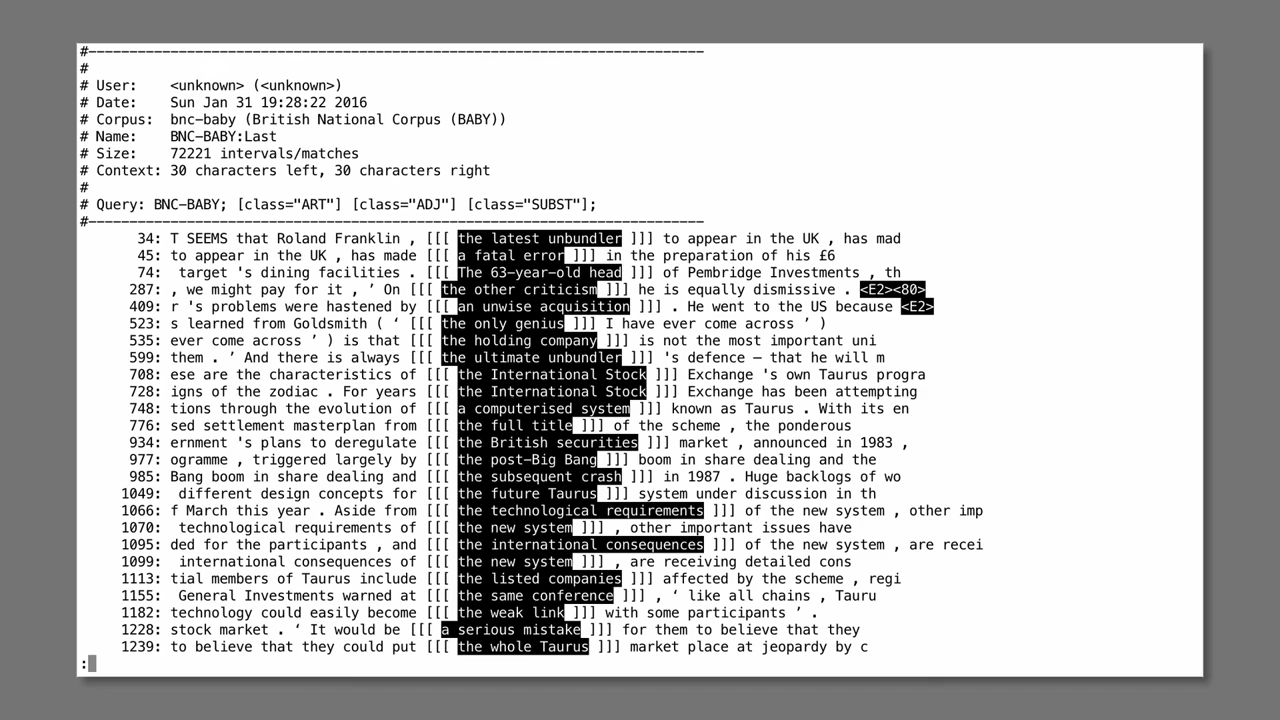 #---------------------------------------------------------------------------
#
# User:    <unknown> (<unknown>)
# Date:    Sun Jan 31 19:28:22 2016
# Corpus:  bnc-baby (British National Corpus (BABY))
# Name:    BNC-BABY:Last
# Size:    72221 intervals/matches
# Context: 30 characters left, 30 characters right
#
# Query: BNC-BABY; [class="ART"] [class="ADJ"] [class="SUBST"];
#---------------------------------------------------------------------------
34: T SEEMS that Roland Franklin , [[[ the latest unbundler ]]] to appear in the UK , has mad
45: to appear in the UK , has made [[[ a fatal error ]]] in the preparation of his £6
74:  target 's dining facilities . [[[ The 63-year-old head ]]] of Pembridge Investments , th
287: , we might pay for it , ’ On [[[ the other criticism ]]] he is equally dismissive . <E2><80>
409: r 's problems were hastened by [[[ an unwise acquisition ]]] . He went to the US because <E2>
523: s learned from Goldsmith ( ‘ [[[ the only genius ]]] I have ever come across ’ )
535: ever come across ’ ) is that [[[ the holding company ]]] is not the most important uni
599: them . ’ And there is always [[[ the ultimate unbundler ]]] 's defence — that he will m
708: ese are the characteristics of [[[ the International Stock ]]] Exchange 's own Taurus progra
728: igns of the zodiac . For years [[[ the International Stock ]]] Exchange has been attempting
748: tions through the evolution of [[[ a computerised system ]]] known as Taurus . With its en
776: sed settlement masterplan from [[[ the full title ]]] of the scheme , the ponderous
934: ernment 's plans to deregulate [[[ the British securities ]]] market , announced in 1983 ,
977: ogramme , triggered largely by [[[ the post-Big Bang ]]] boom in share dealing and the
985: Bang boom in share dealing and [[[ the subsequent crash ]]] in 1987 . Huge backlogs of wo
1049:  different design concepts for [[[ the future Taurus ]]] system under discussion in th
1066: f March this year . Aside from [[[ the technological requirements ]]] of the new system , other imp
1070:  technological requirements of [[[ the new system ]]] , other important issues have
1095: ded for the participants , and [[[ the international consequences ]]] of the new system , are recei
1099:  international consequences of [[[ the new system ]]] , are receiving detailed cons
1113: tial members of Taurus include [[[ the listed companies ]]] affected by the scheme , regi
1155:  General Investments warned at [[[ the same conference ]]] , ‘ like all chains , Tauru
1182: technology could easily become [[[ the weak link ]]] with some participants ’ .
1228: stock market . ‘ It would be [[[ a serious mistake ]]] for them to believe that they
1239: to believe that they could put [[[ the whole Taurus ]]] market place at jeopardy by c
: